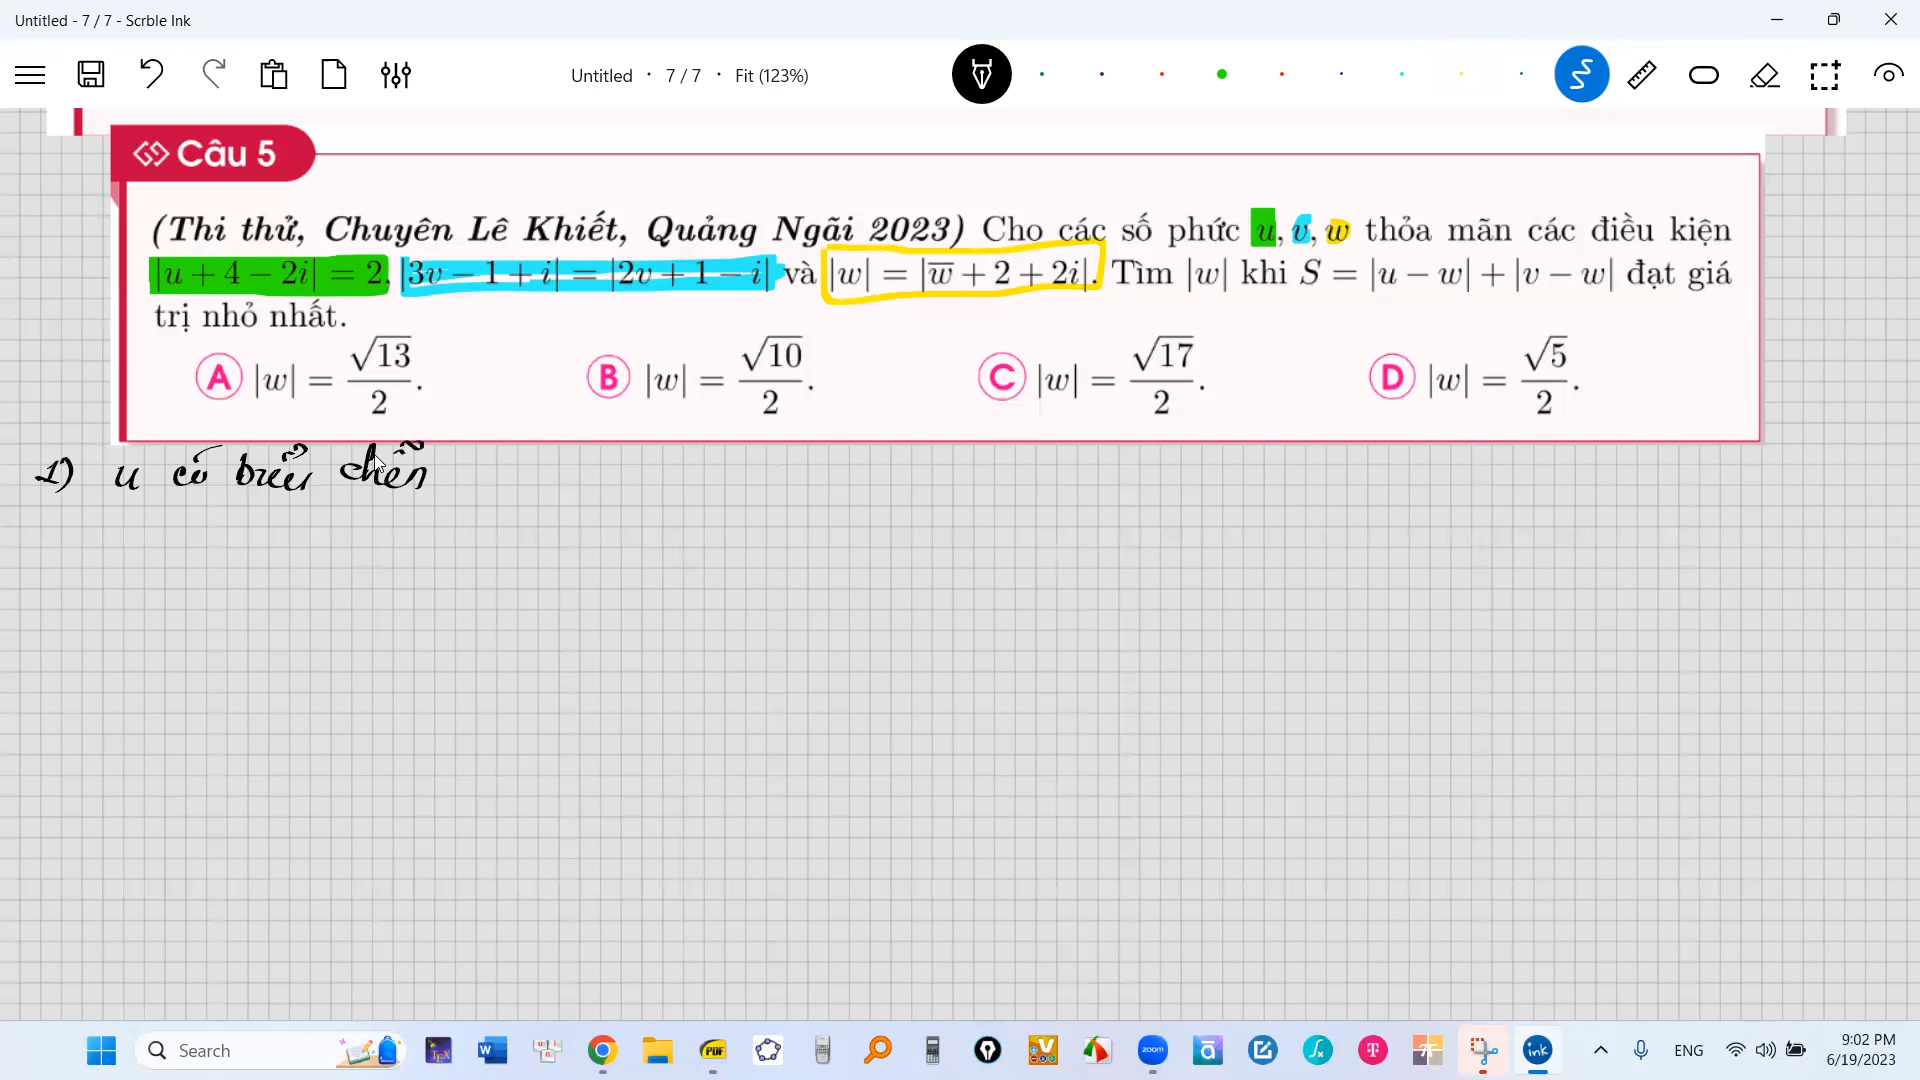 Untitled - 7 / 7 - Scrble Ink
Untitled • 7 / 7 • Fit (123%)
Câu 5
(Thi thử, Chuyên Lê Khiết, Quảng Ngãi 2023) Cho các số phức u, v, w thỏa mãn các điều kiện
|u + 4 − 2i| = 2, |3v − 1 + i| = |2v + 1 − i| và |w| = |w̅ + 2 + 2i|. Tìm |w| khi S = |u − w| + |v − w| đạt giá
trị nhỏ nhất.
A |w| = √13/2. B |w| = √10/2. C |w| = √17/2. D |w| = √5/2.
1) u có biểu
Search
ENG
9:02 PM
6/19/2023